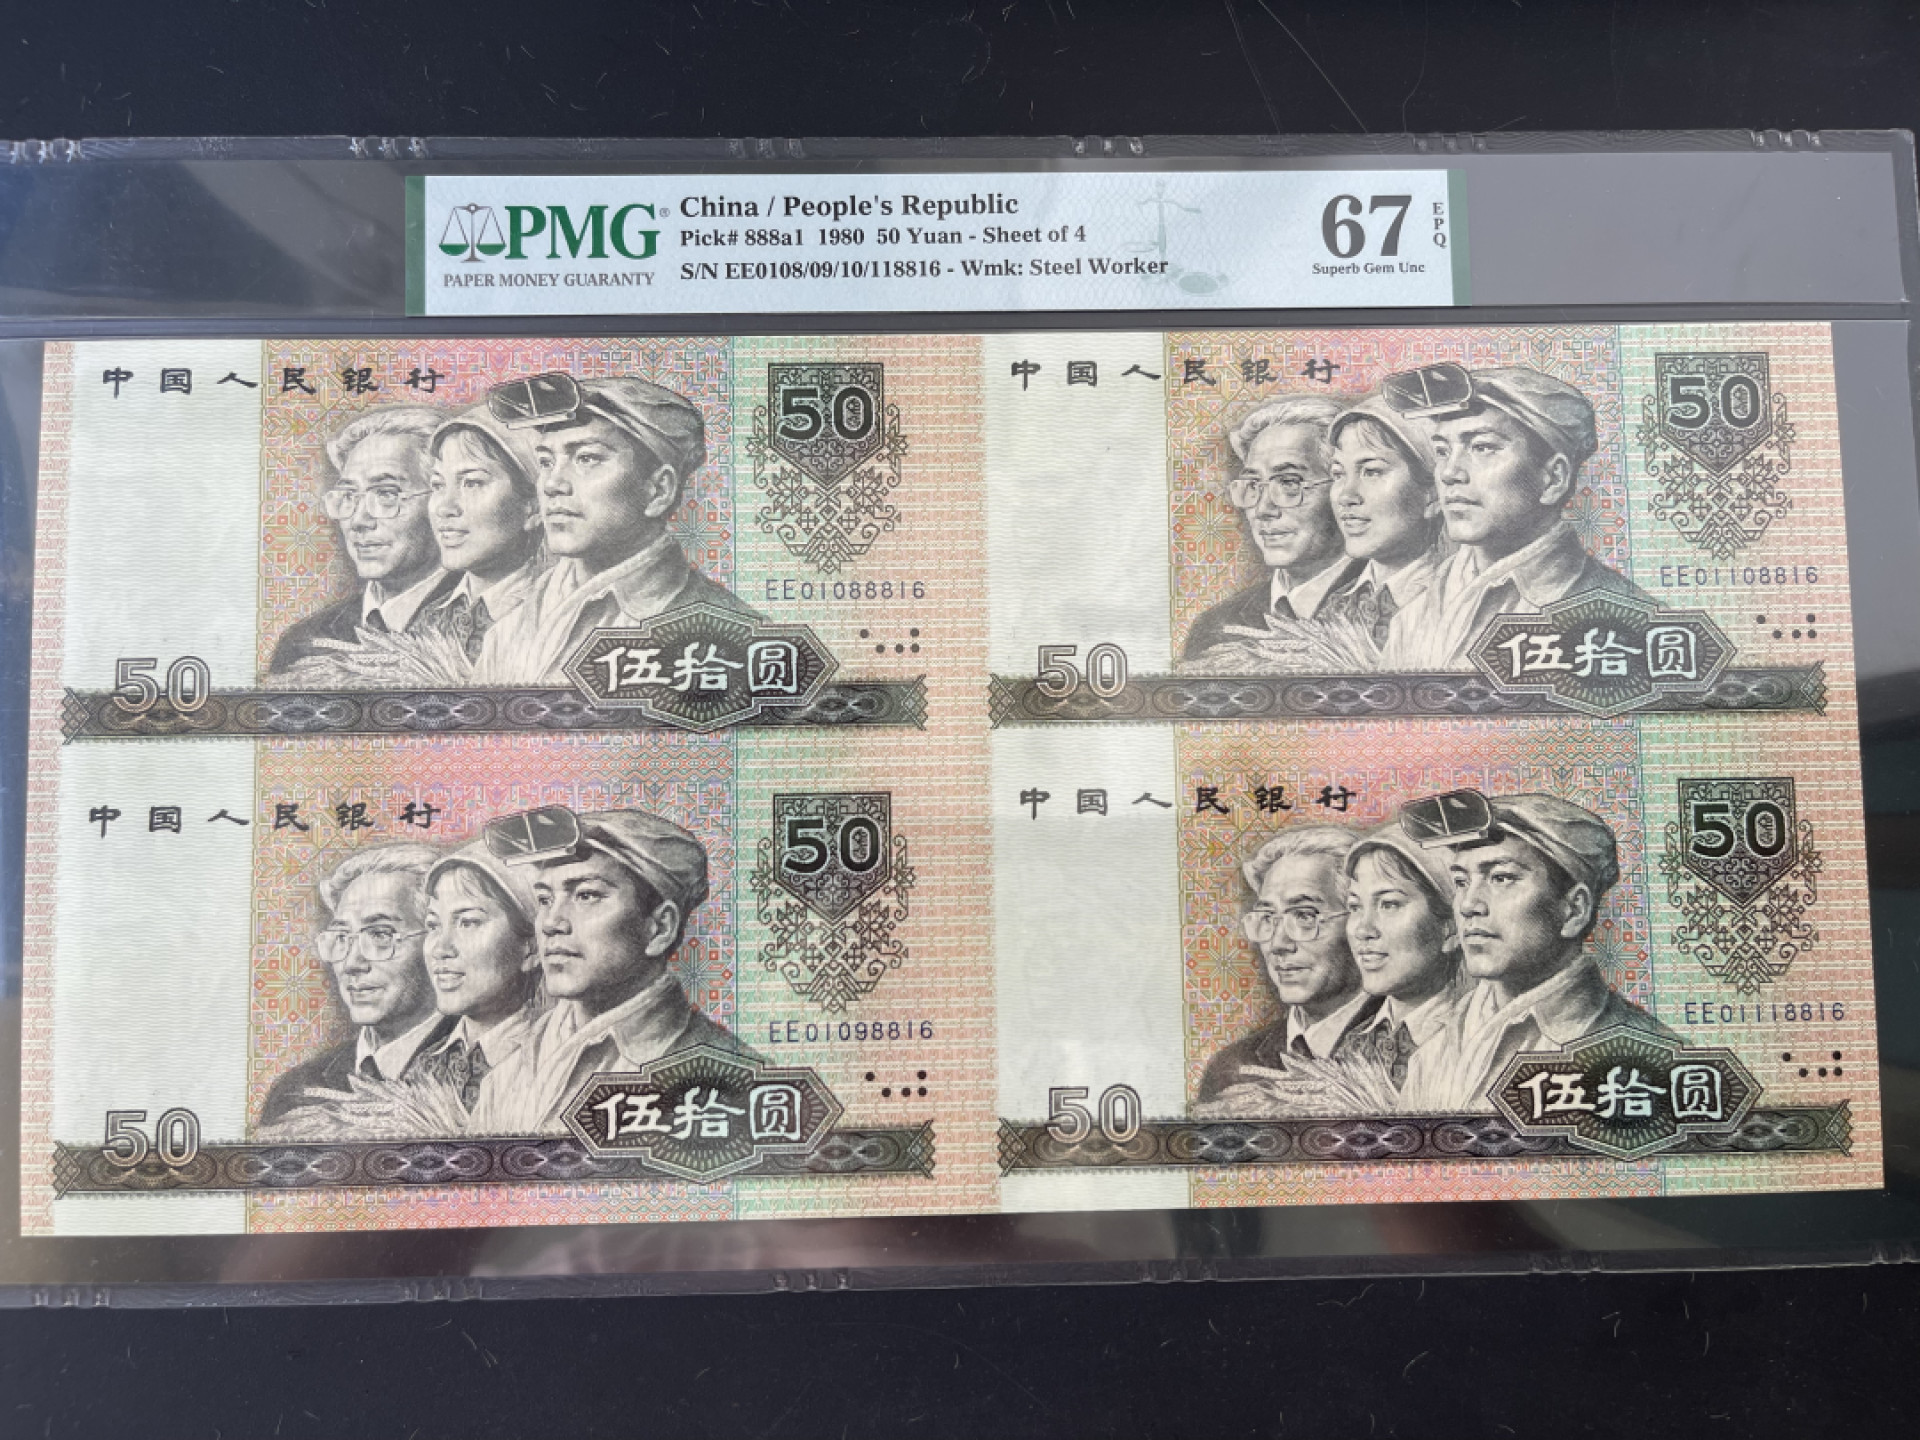 PMG®
PAPER MONEY GUARANTY
China / People's Republic
Pick# 888a1 1980 50 Yuan - Sheet of 4
S/N EE0108/09/10/118816 - Wmk: Steel Worker
67 EPQ
Superb Gem Unc
中国人民银行
50
EE01088816
50
伍拾圆
中国人民银行
50
EE01108816
50
伍拾圆
中国人民银行
50
EE01098816
50
伍拾圆
中国人民银行
50
EE01118816
50
伍拾圆